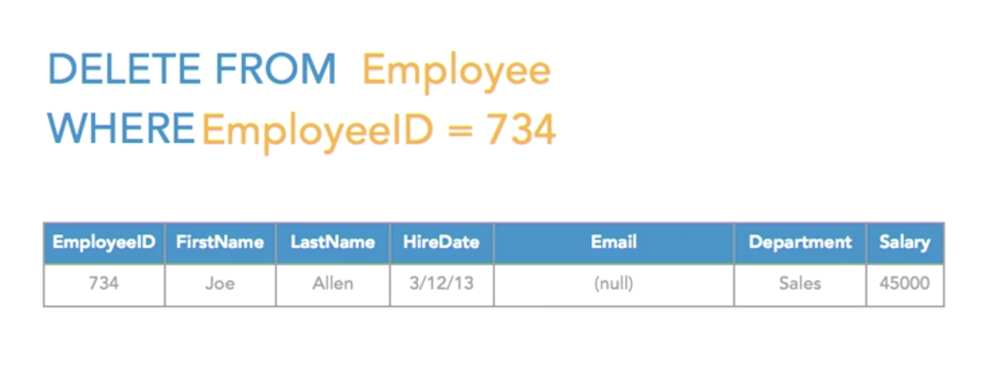 DELETE FROM Employee
WHERE EmployeeID = 734
EmployeeID FirstName LastName HireDate Email Department Salary
734 Joe Allen 3/12/13 (null) Sales 45000